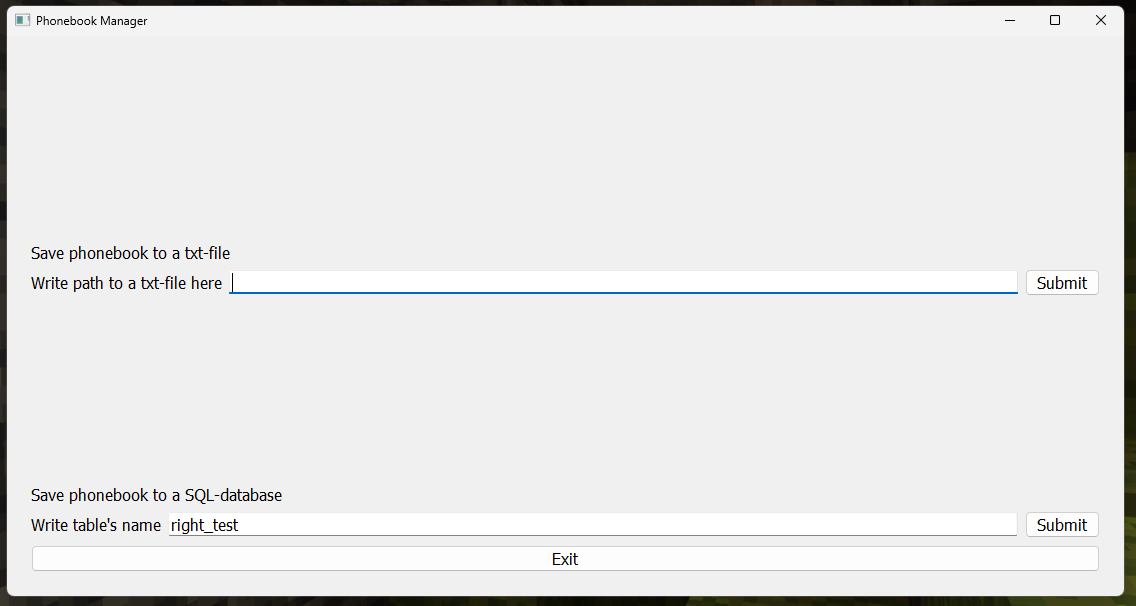 Phonebook Manager
Save phonebook to a txt-file
Write path to a txt-file here Submit
Save phonebook to a SQL-database
Write table's name right_test Submit
Exit